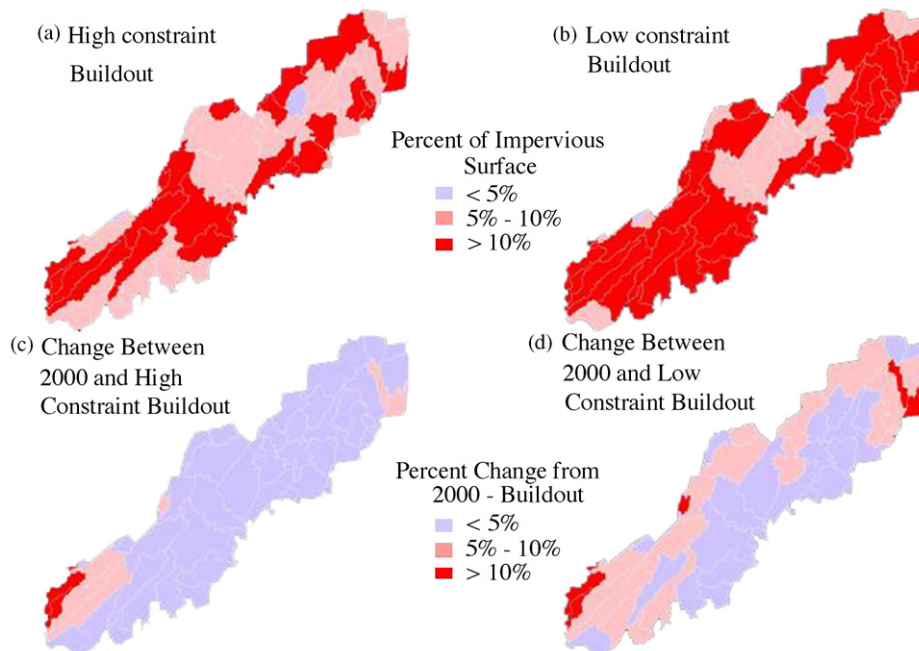 (a) High constraint
Buildout
(b) Low constraint
Buildout
Percent of Impervious
Surface
< 5%
5% - 10%
> 10%
(c) Change Between
2000 and High
Constraint Buildout
(d) Change Between
2000 and Low
Constraint Buildout
Percent Change from
2000 - Buildout
< 5%
5% - 10%
> 10%